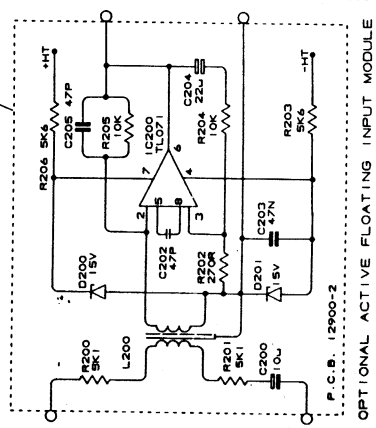 +HT
R206 5K6
C205 47P
R200
5K1
D200
15V
R205
10K
7
IC200
TL071
L200
2
5
8
3
6
4
C202
47P
C204
22u
R204
10K
R202
270R
R201
5K1
C200
10u
D201
15V
C203
47N
R203
5K6
-HT
P.C.B. 12900-2
OPTIONAL ACTIVE FLOATING INPUT MODULE